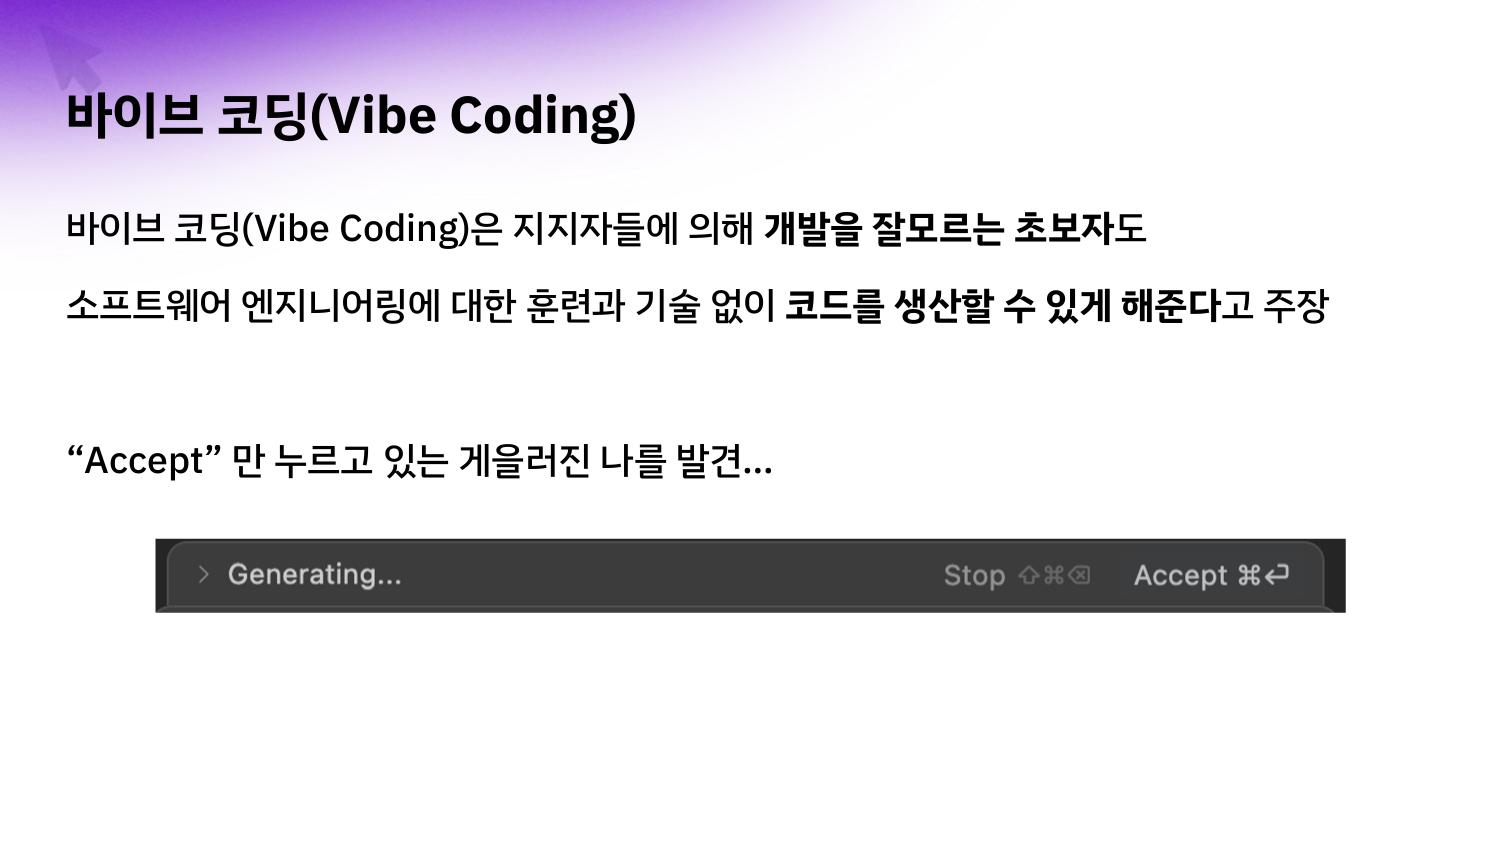 바이브 코딩(Vibe Coding)
바이브 코딩(Vibe Coding)은 지지자들에 의해 개발을 잘모르는 초보자도
소프트웨어 엔지니어링에 대한 훈련과 기술 없이 코드를 생산할 수 있게 해준다고 주장
“Accept” 만 누르고 있는 게을러진 나를 발견...
Generating... Stop ⇧⌘⌫ Accept ⌘↩